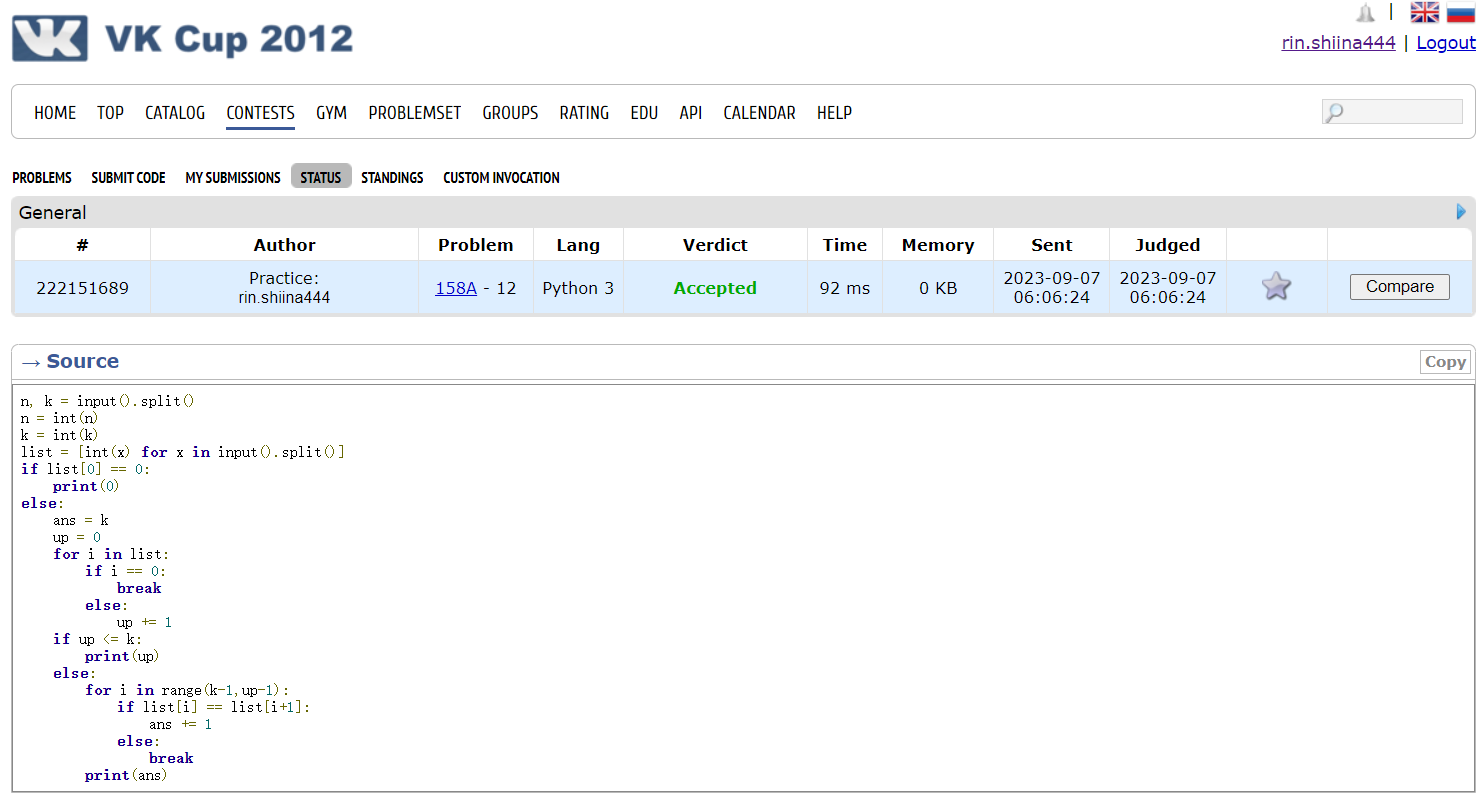 VK Cup 2012
|
rin.shiina444 | Logout
HOME TOP CATALOG CONTESTS GYM PROBLEMSET GROUPS RATING EDU API CALENDAR HELP
PROBLEMS SUBMIT CODE MY SUBMISSIONS STATUS STANDINGS CUSTOM INVOCATION
General
# Author Problem Lang Verdict Time Memory Sent Judged
222151689 Practice: rin.shiina444 158A - 12 Python 3 Accepted 92 ms 0 KB 2023-09-07 06:06:24 2023-09-07 06:06:24 Compare
→ Source Copy
n, k = input().split()
n = int(n)
k = int(k)
list = [int(x) for x in input().split()]
if list[0] == 0:
    print(0)
else:
    ans = k
    up = 0
    for i in list:
        if i == 0:
            break
        else:
            up += 1
    if up <= k:
        print(up)
    else:
        for i in range(k-1,up-1):
            if list[i] == list[i+1]:
                ans += 1
            else:
                break
        print(ans)